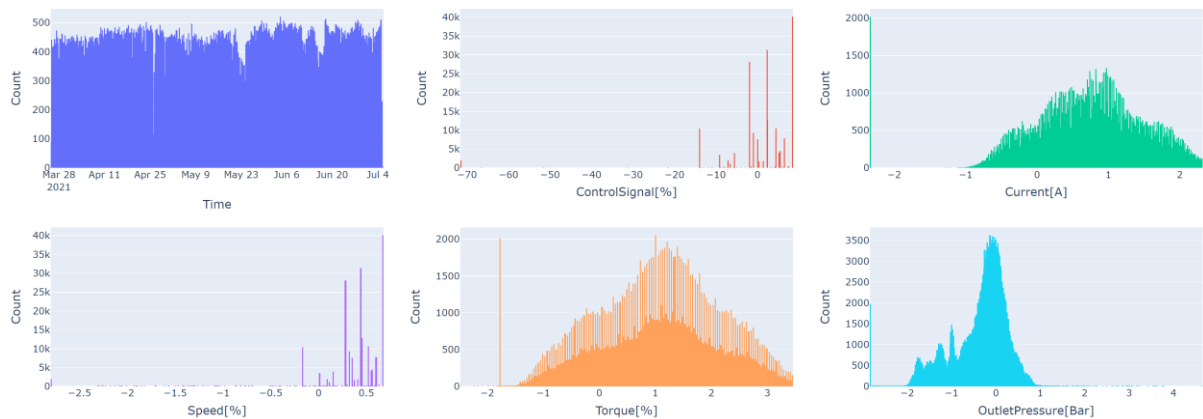 500
400
300
200
100
0
Count
Mar 28
2021
Apr 11
Apr 25
May 9
May 23
Jun 6
Jun 20
Jul 4
Time
40k
35k
30k
25k
20k
15k
10k
5k
0
Count
−70
−60
−50
−40
−30
−20
−10
0
ControlSignal[%]
2000
1500
1000
500
0
Count
−2
−1
0
1
2
Current[A]
40k
35k
30k
25k
20k
15k
10k
5k
0
Count
−2.5
−2
−1.5
−1
−0.5
0
0.5
Speed[%]
2000
1500
1000
500
0
Count
−2
−1
0
1
2
3
Torque[%]
3500
3000
2500
2000
1500
1000
500
0
Count
−2
−1
0
1
2
3
4
OutletPressure[Bar]